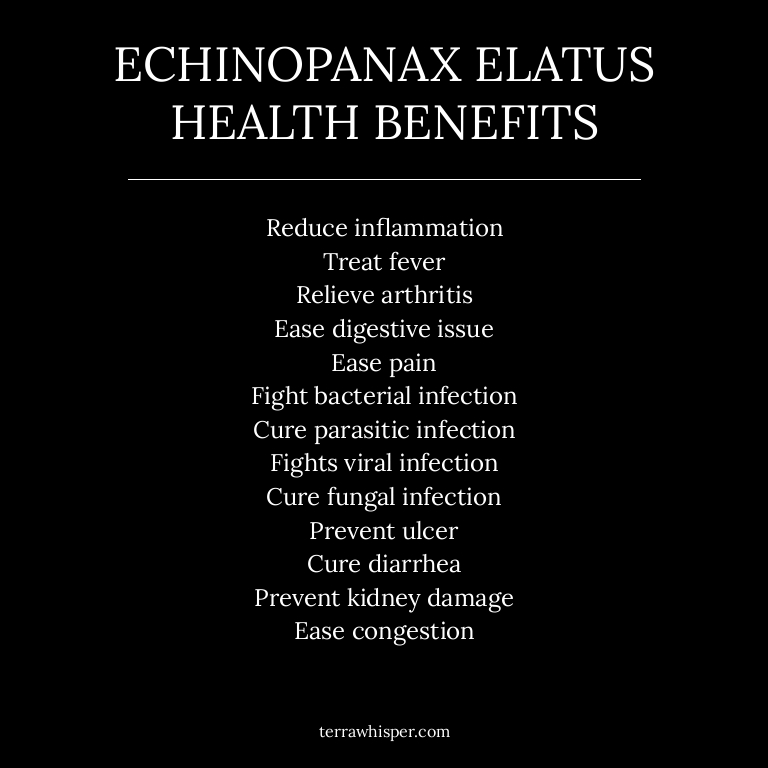 ECHINOPANAX ELATUS
HEALTH BENEFITS
Reduce inflammation
Treat fever
Relieve arthritis
Ease digestive issue
Ease pain
Fight bacterial infection
Cure parasitic infection
Fights viral infection
Cure fungal infection
Prevent ulcer
Cure diarrhea
Prevent kidney damage
Ease congestion
terrawhisper.com